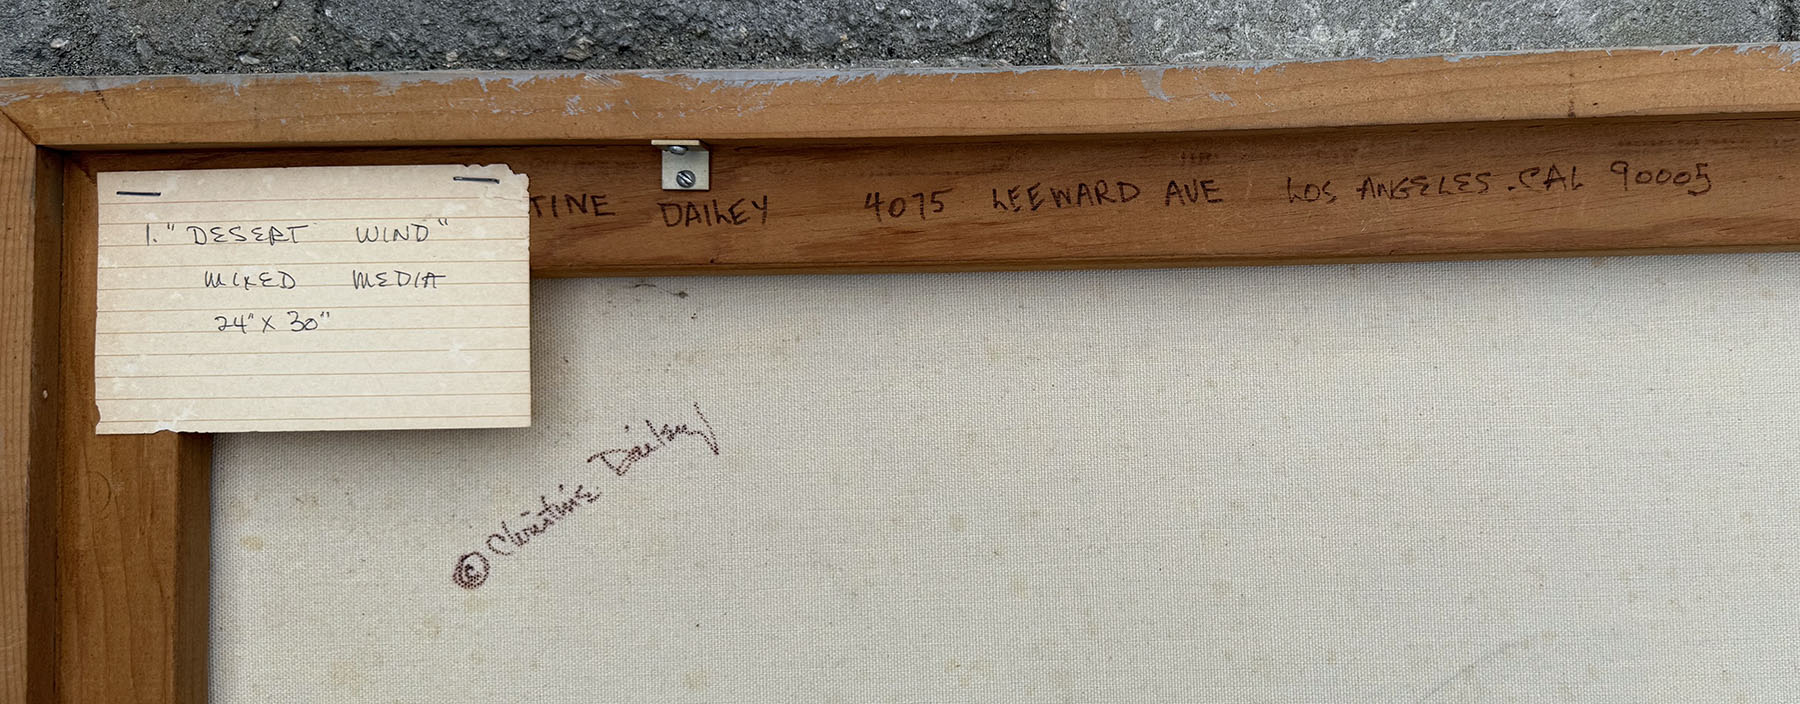 TINE DAILEY 4075 LEEWARD AVE LOS ANGELES. CAL 90005
1. "DESERT WIND"
MIXED MEDIA
24" X 30"
© Christine Dailey